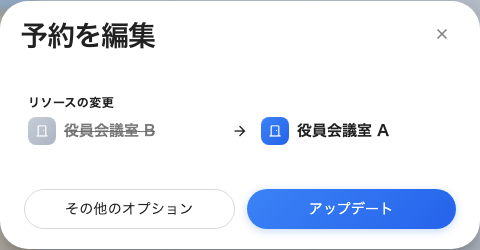 予約を編集
リソースの変更
役員会議室 B
役員会議室 A
その他のオプション
アップデート